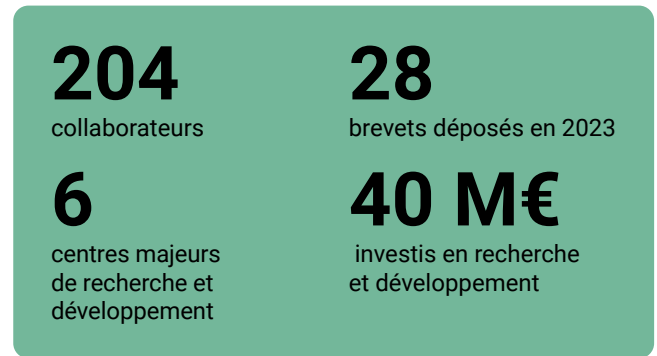 204
collaborateurs
28
brevets déposés en 2023
6
centres majeurs
de recherche et
développement
40 M€
investis en recherche
et développement